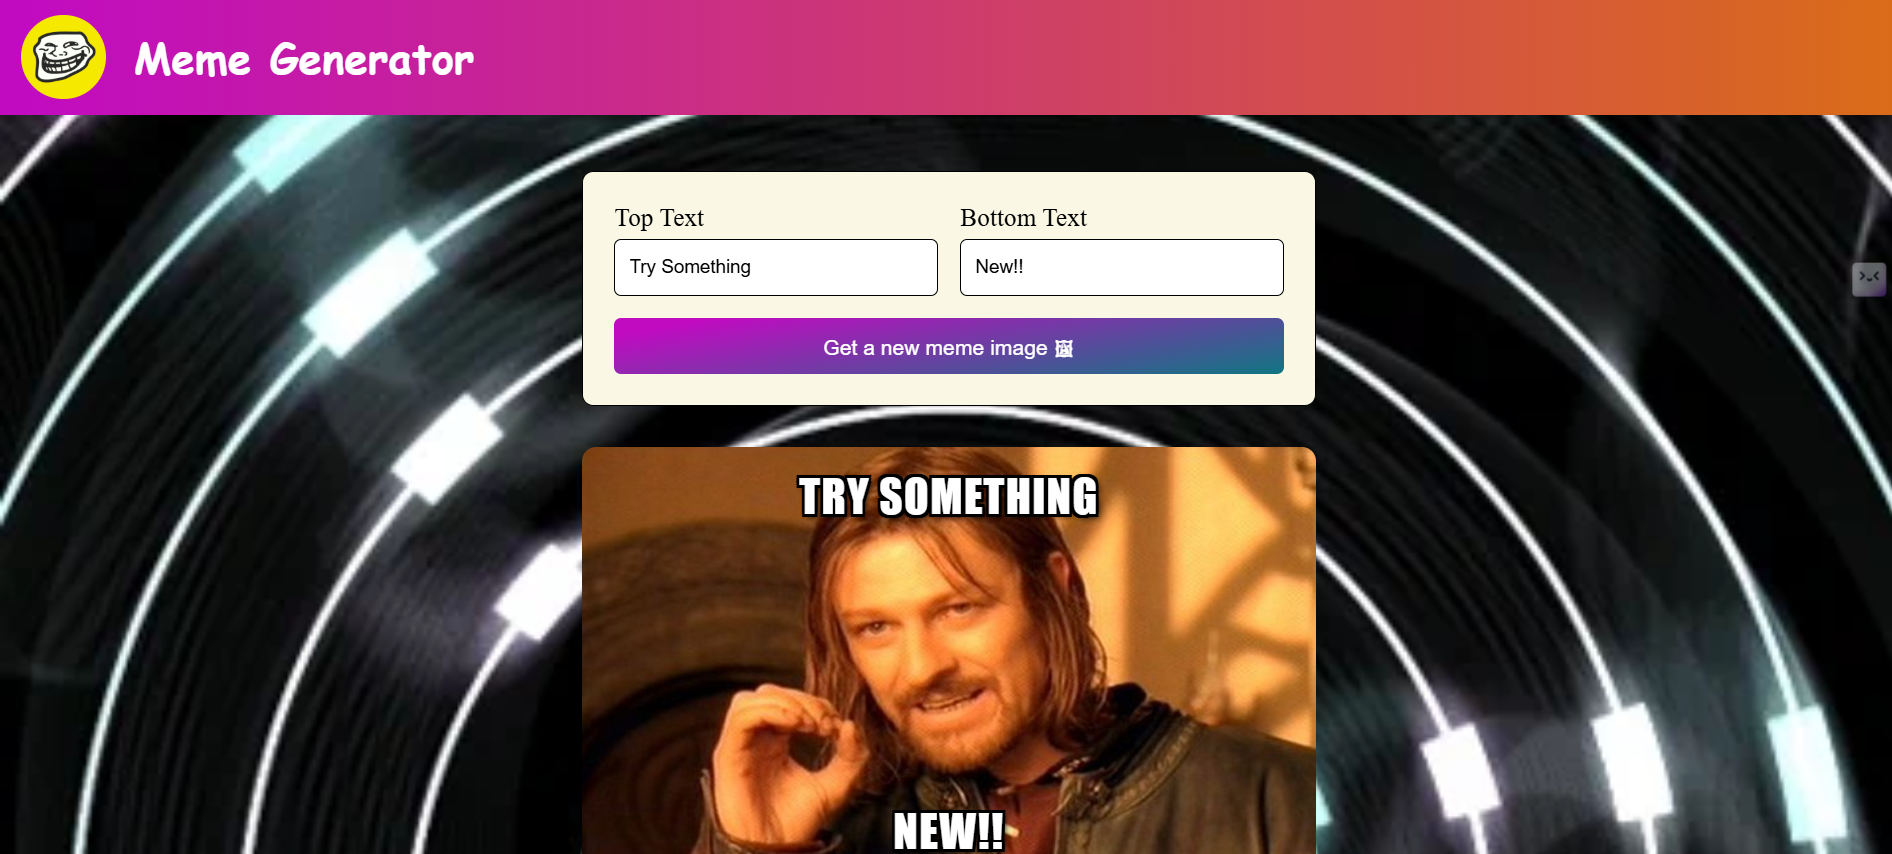 Meme Generator
Top Text
Bottom Text
Try Something
New!!
Get a new meme image 🖼
TRY SOMETHING
NEW!!